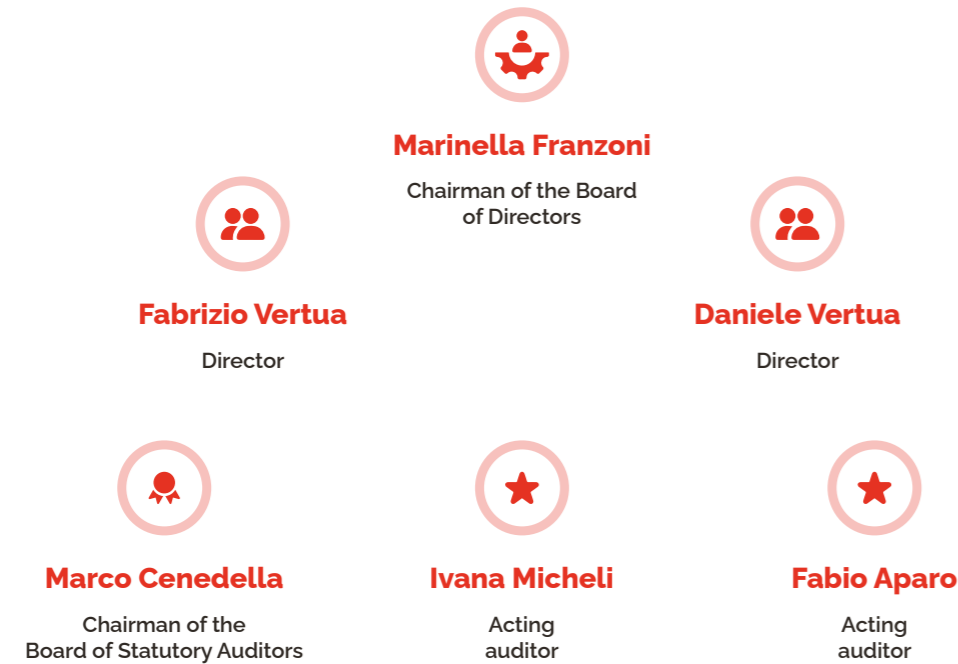 Marinella Franzoni
Chairman of the Board
of Directors
Fabrizio Vertua
Director
Daniele Vertua
Director
Marco Cenedella
Chairman of the
Board of Statutory Auditors
Ivana Micheli
Acting
auditor
Fabio Aparo
Acting
auditor